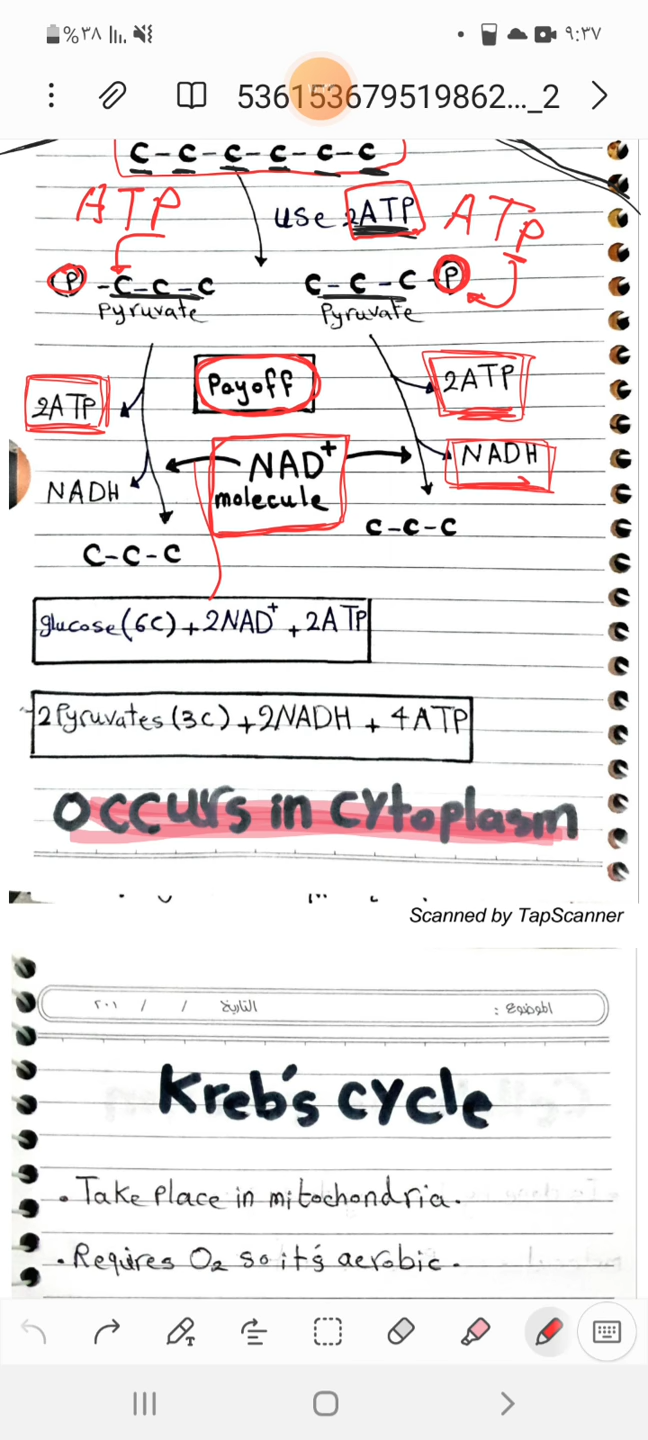 %٣٨
٩:٣٧
536153679519862..._2
C-C-C-C-C-C
ATP
use 2ATP ATP
P -C-C-C
C-C-C-P
Pyruvate
Pyruvate
Payoff
2ATP
2ATP
NAD+
molecule
NADH
NADH
C-C-C
C-C-C
glucose(6C)+2NAD+ +2ATP
2Pyruvates(3C)+2NADH + 4ATP
occurs in cytoplasm
Scanned by TapScanner
الموضوع : التاريخ / / ٢٠١
Kreb's cycle
• Take Place in mitochondria.
• Requires O2 so it's aerobic.